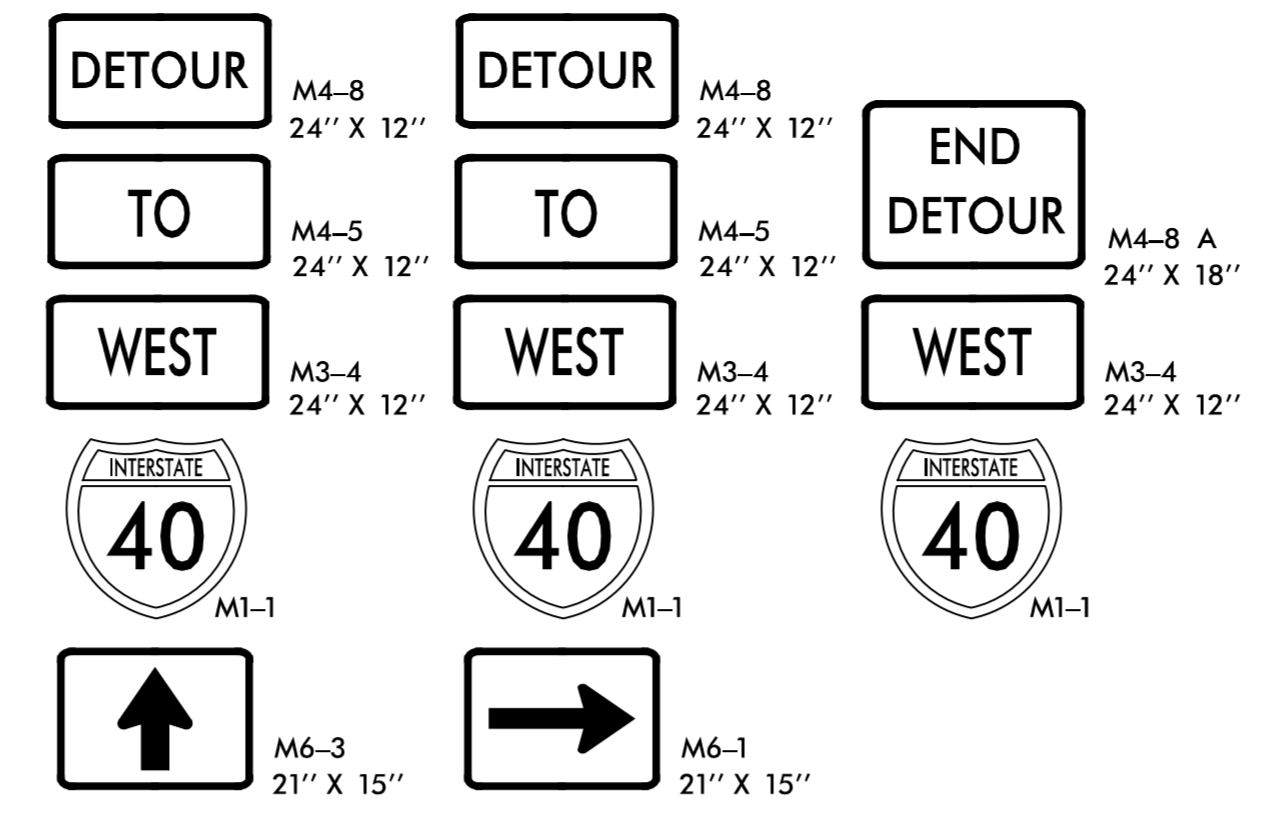 DETOUR
M4–8
24'' X 12''
TO
M4–5
24'' X 12''
WEST
M3–4
24'' X 12''
INTERSTATE
40
M1–1
M6–3
21'' X 15''
DETOUR
M4–8
24'' X 12''
TO
M4–5
24'' X 12''
WEST
M3–4
24'' X 12''
INTERSTATE
40
M1–1
M6–1
21'' X 15''
END
DETOUR
M4–8 A
24'' X 18''
WEST
M3–4
24'' X 12''
INTERSTATE
40
M1–1